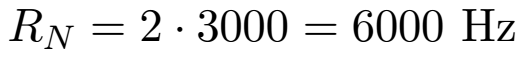 R_N = 2 · 3000 = 6000 Hz